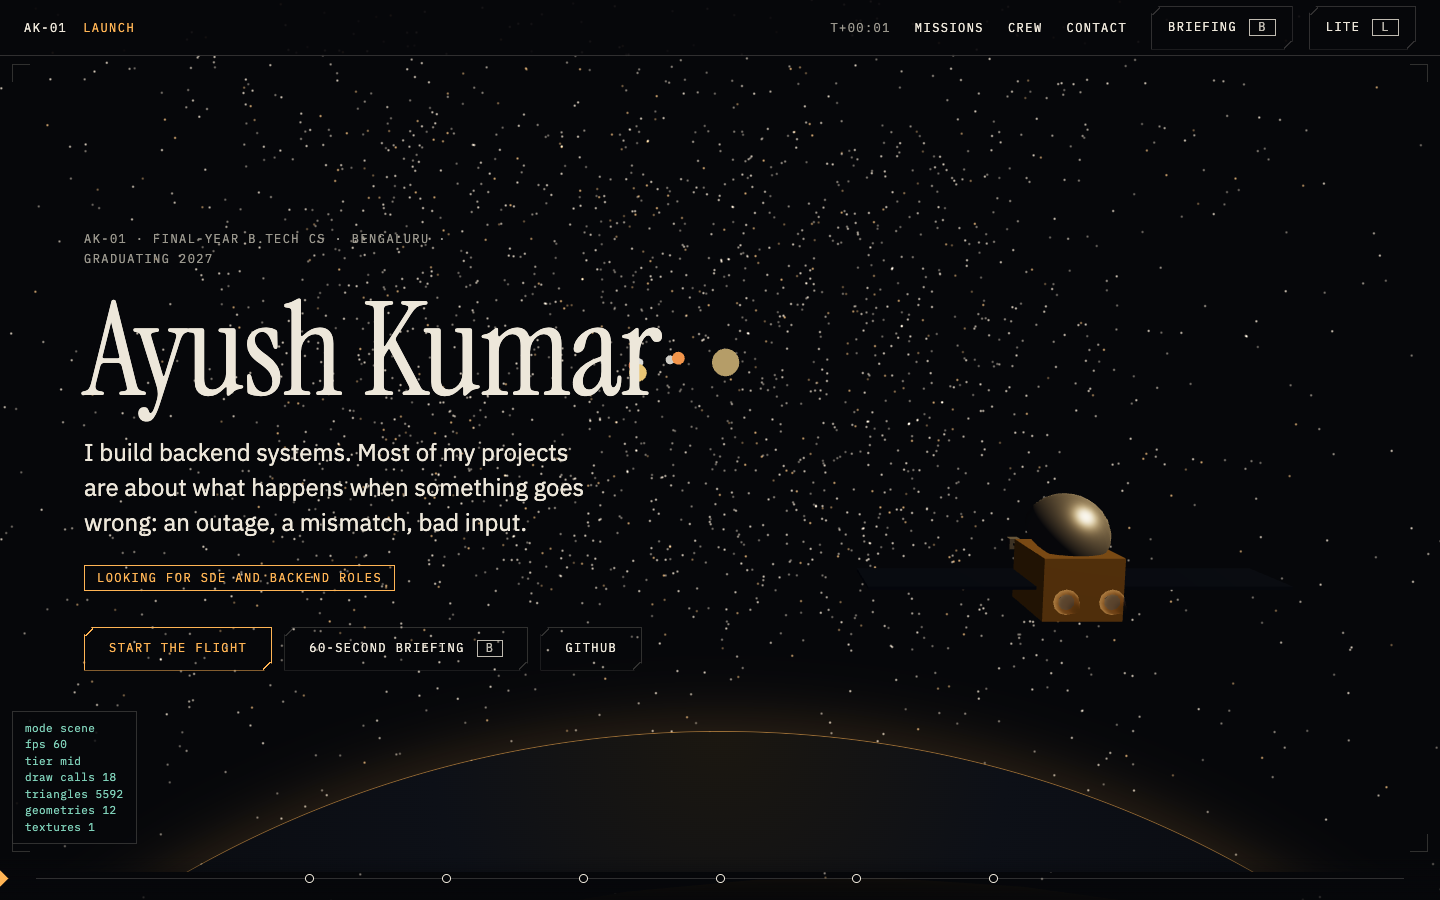 AK-01 LAUNCH
T+00:01 MISSIONS CREW CONTACT BRIEFING B LITE L
AK-01 · FINAL-YEAR B.TECH CS · BENGALURU ·
GRADUATING 2027
Ayush Kumar
I build backend systems. Most of my projects
are about what happens when something goes
wrong: an outage, a mismatch, bad input.
LOOKING FOR SDE AND BACKEND ROLES
START THE FLIGHT
60-SECOND BRIEFING B
GITHUB
mode scene
fps 60
tier mid
draw calls 18
triangles 5592
geometries 12
textures 1